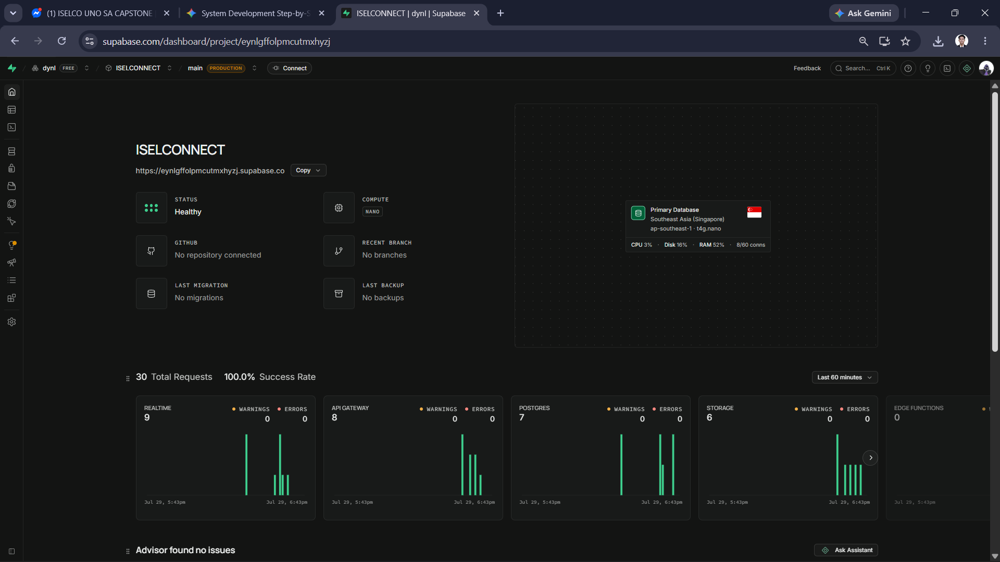 (1) ISELCO UNO SA CAPSTONE
System Development Step-by-S
ISELCONNECT | dynl | Supabase
Ask Gemini
supabase.com/dashboard/project/eynlgffolpmcutmxhyzj
dynl FREE
ISELCONNECT
main PRODUCTION
Connect
Feedback
Search... Ctrl K
ISELCONNECT
https://eynlgffolpmcutmxhyzj.supabase.co
Copy
STATUS
Healthy
COMPUTE
NANO
GITHUB
No repository connected
RECENT BRANCH
No branches
LAST MIGRATION
No migrations
LAST BACKUP
No backups
Primary Database
Southeast Asia (Singapore)
ap-southeast-1 · t4g.nano
CPU 3% · Disk 16% · RAM 52% · 8/60 conns
30 Total Requests 100.0% Success Rate
Last 60 minutes
REALTIME
9
WARNINGS
0
ERRORS
0
Jul 29, 5:43pm
Jul 29, 6:43pm
API GATEWAY
8
WARNINGS
0
ERRORS
0
Jul 29, 5:43pm
Jul 29, 6:43pm
POSTGRES
7
WARNINGS
0
ERRORS
0
Jul 29, 5:43pm
Jul 29, 6:43pm
STORAGE
6
WARNINGS
0
ERRORS
0
Jul 29, 5:43pm
Jul 29, 6:43pm
EDGE FUNCTIONS
0
Jul 29, 5:43pm
Advisor found no issues
Ask Assistant